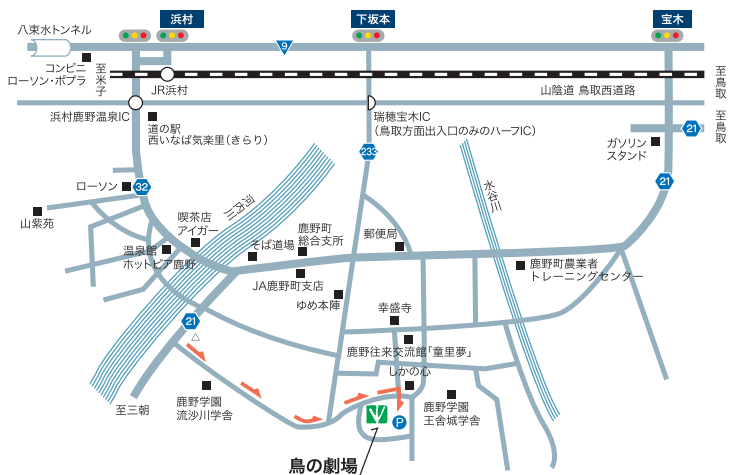 浜村
下坂本
宝木
八束水トンネル
9
コンビニ
ローソン・ポプラ
至米子
JR浜村
山陰道 鳥取西道路
至鳥取
浜村鹿野温泉IC
瑞穂宝木IC
(鳥取方面出入口のみのハーフIC)
至鳥取
21
道の駅
西いなば気楽里(きらり)
ガソリン
スタンド
233
ローソン
32
21
水谷川
河内川
山紫苑
喫茶店
アイガー
鹿野町
総合支所
郵便局
そば道場
温泉館
ホットピア鹿野
鹿野町農業者
トレーニングセンター
JA鹿野町支店
ゆめ本陣
幸盛寺
21
鹿野往来交流館「童里夢」
しかの心
至三朝
鹿野学園
流沙川学舎
鹿野学園
王舎城学舎
P
鳥の劇場